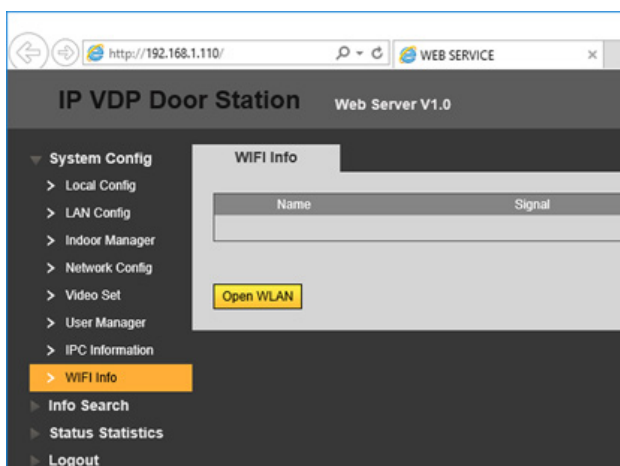 http://192.168.1.110/
WEB SERVICE
IP VDP Door Station Web Server V1.0
System Config
WIFI Info
> Local Config
Name Signal
> LAN Config
> Indoor Manager
> Network Config
> Video Set
Open WLAN
> User Manager
> IPC Information
> WIFI Info
Info Search
Status Statistics
Logout